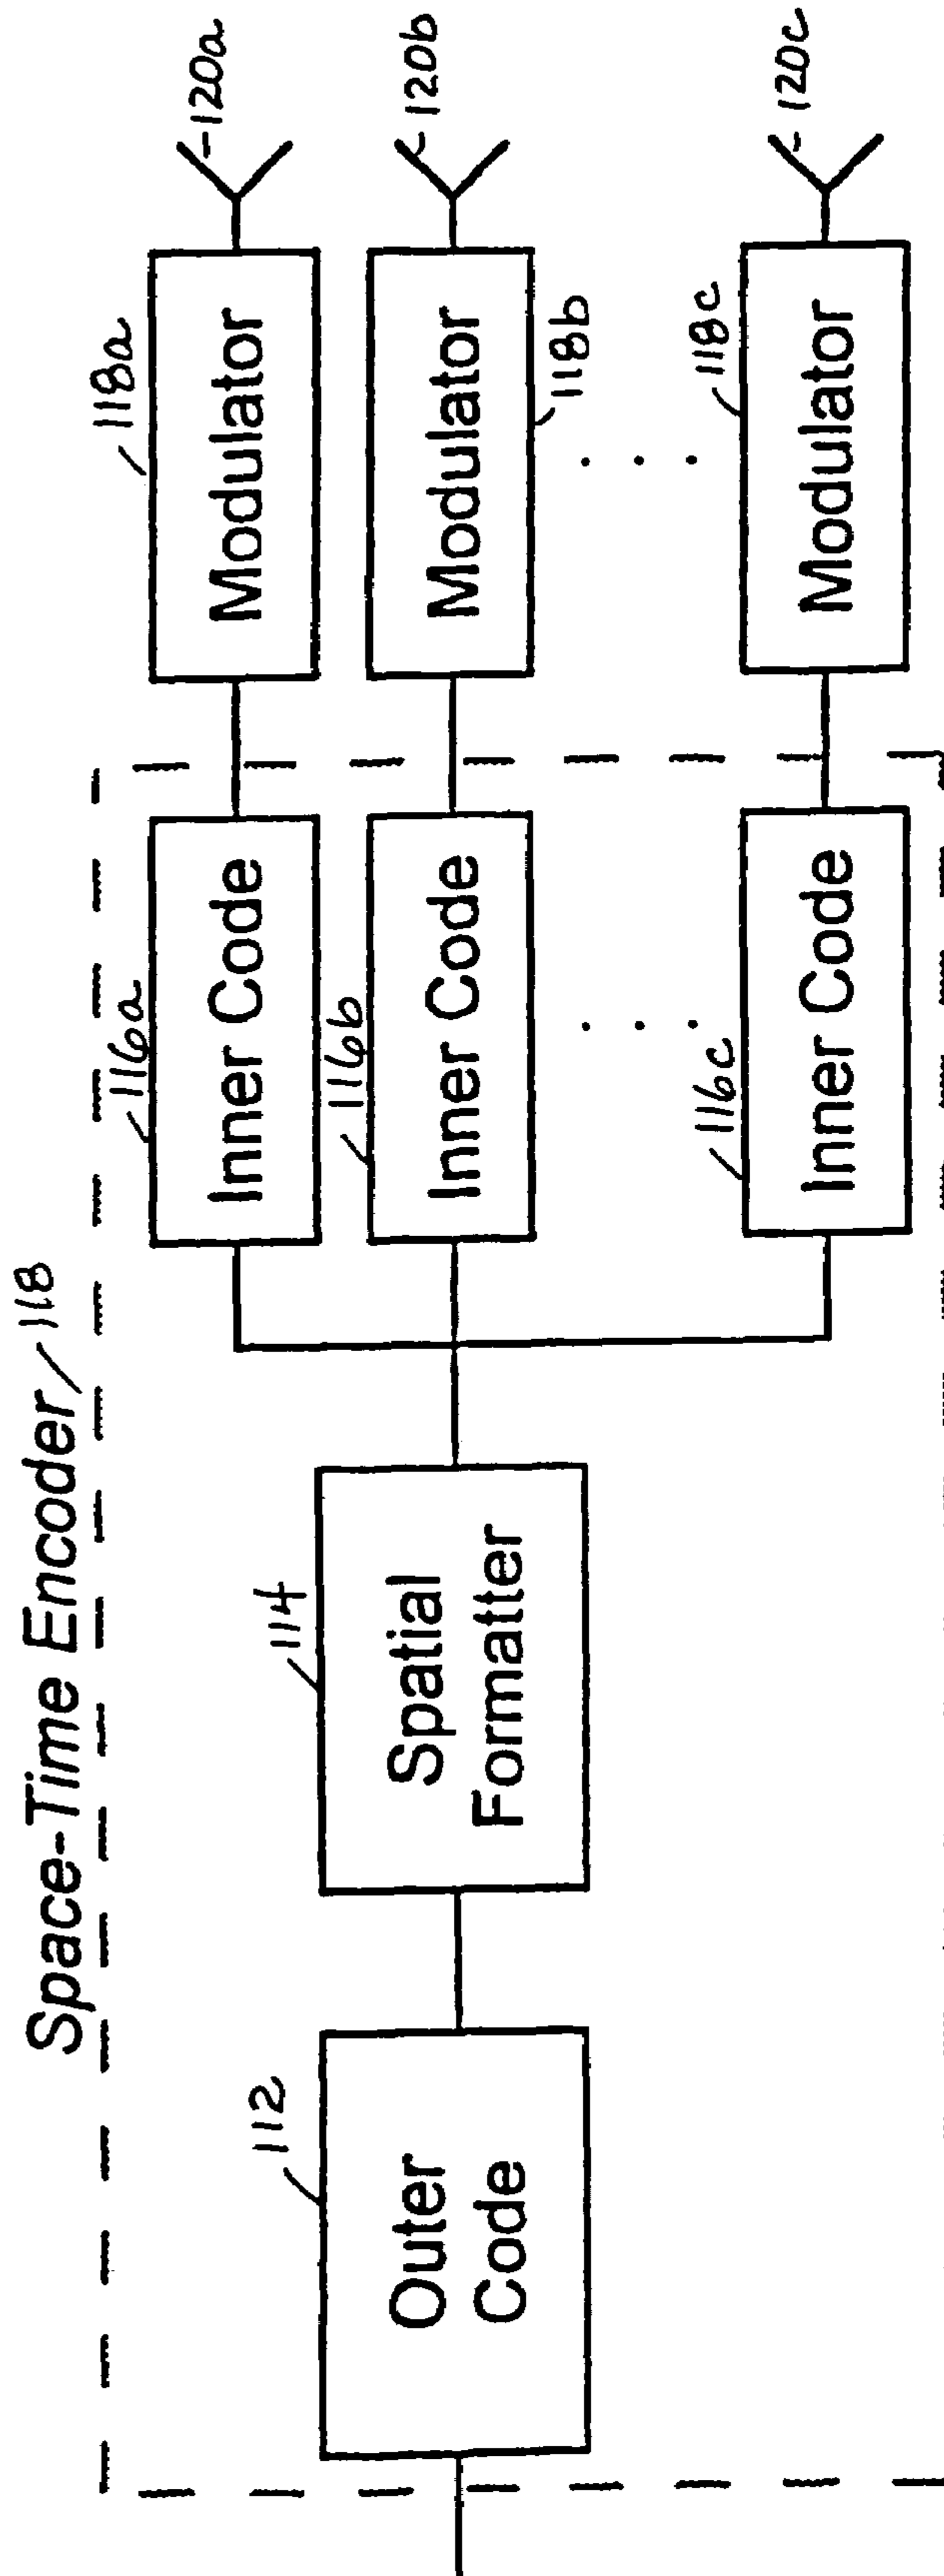 Space-Time Encoder 118
112
Outer
Code
114
Spatial
Formatter
116a
Inner Code
116b
Inner Code
116c
Inner Code
118a
Modulator
118b
Modulator
118c
Modulator
120a
120b
120c